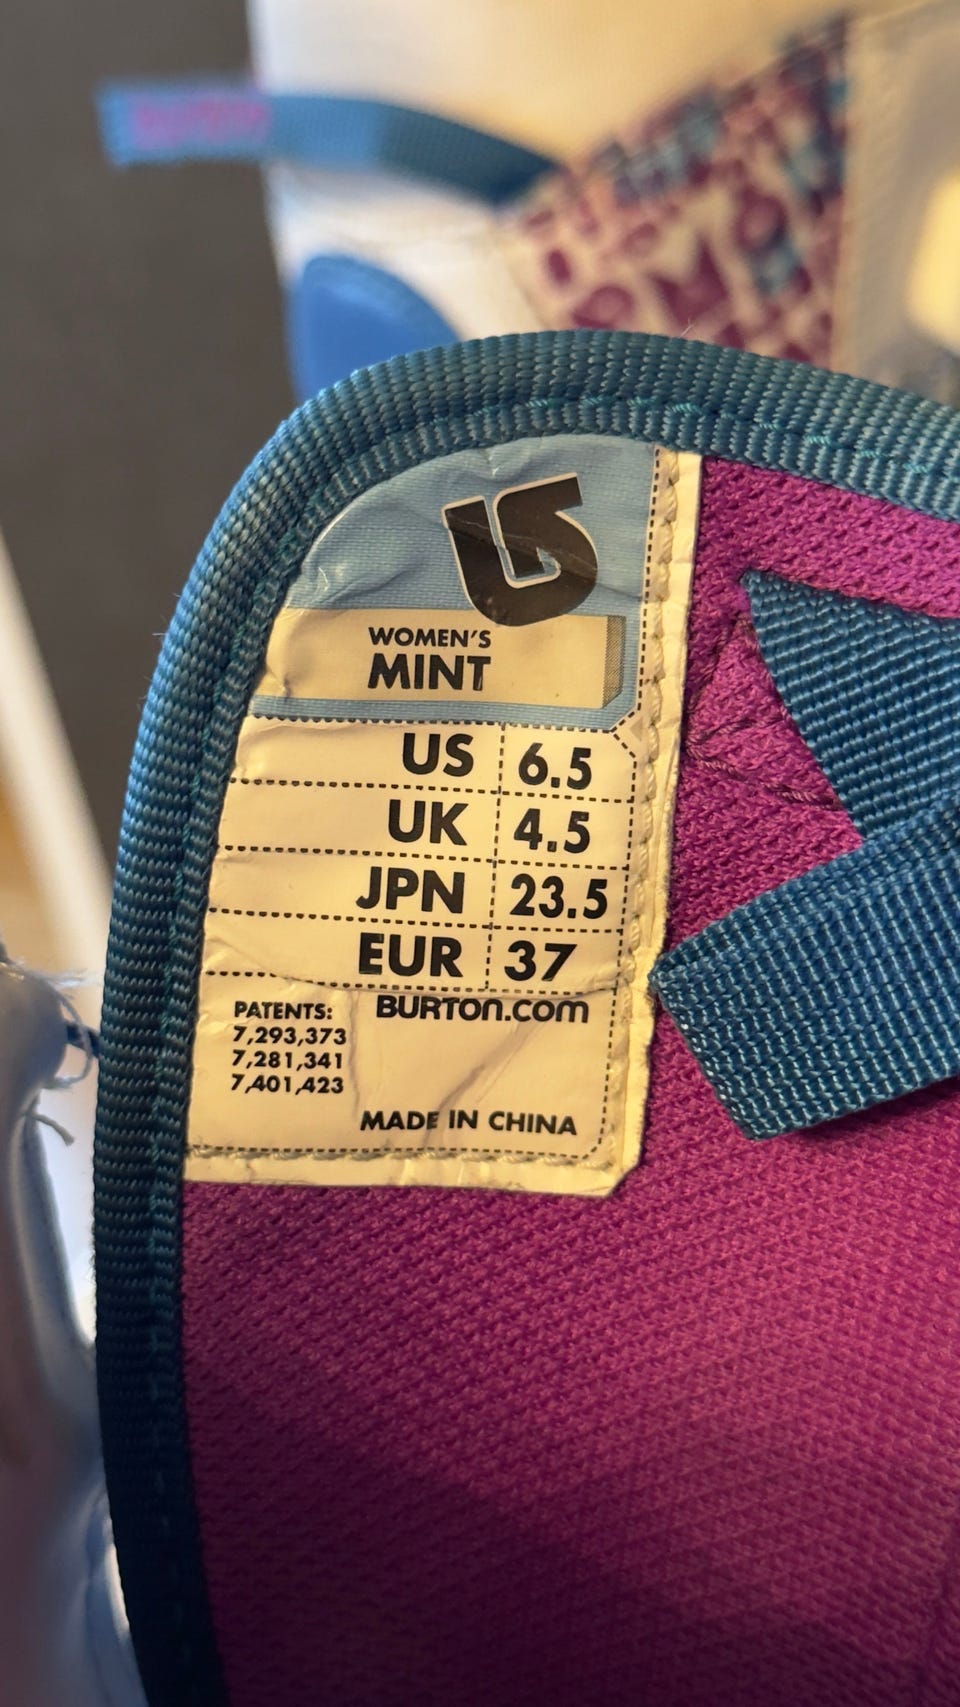 WOMEN'S
MINT
US 6.5
UK 4.5
JPN 23.5
EUR 37
PATENTS:
7,293,373
7,281,341
7,401,423
BURTON.COM
MADE IN CHINA